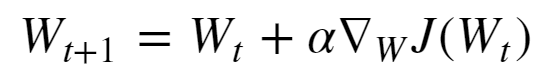 W_{t+1} = W_t + α∇_W J(W_t)